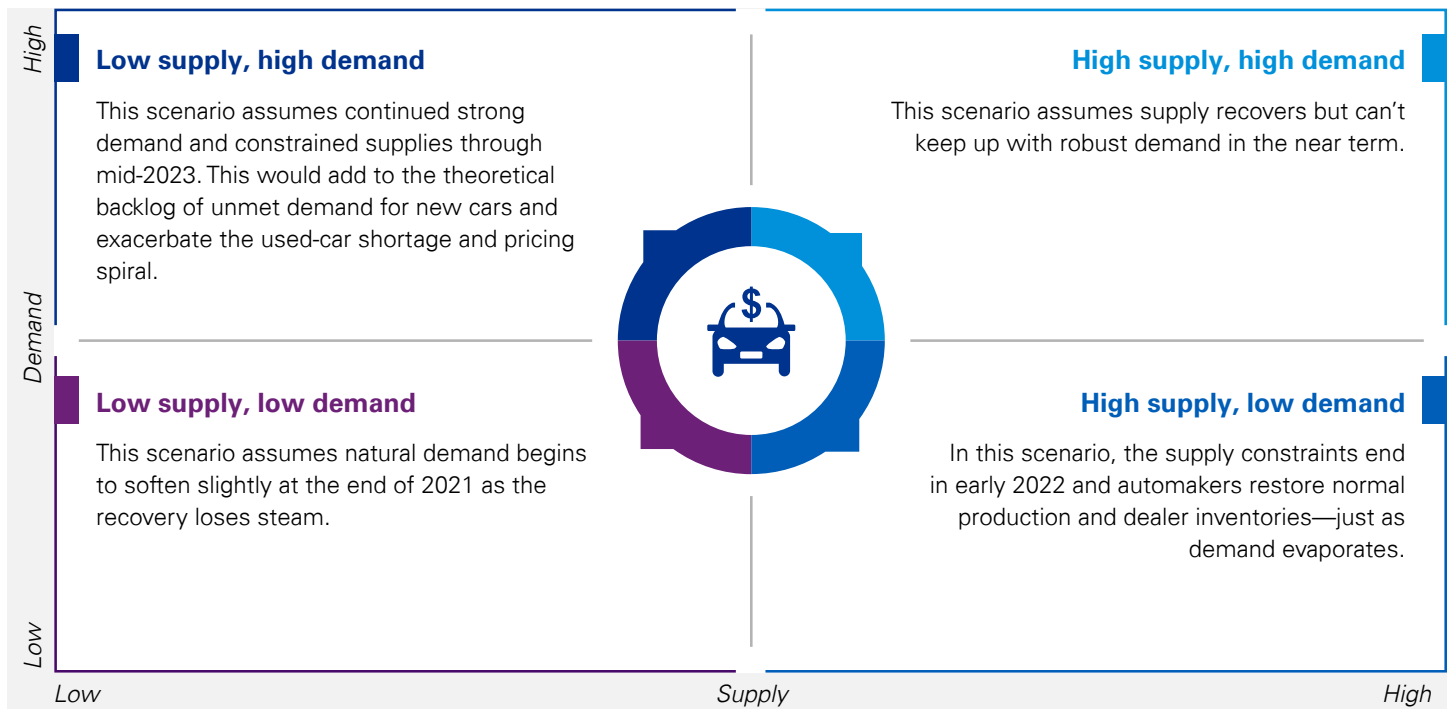 High
Low supply, high demand
This scenario assumes continued strong
demand and constrained supplies through
mid-2023. This would add to the theoretical
backlog of unmet demand for new cars and
exacerbate the used-car shortage and pricing
spiral.
High supply, high demand
This scenario assumes supply recovers but can’t
keep up with robust demand in the near term.
$
Demand
Low supply, low demand
This scenario assumes natural demand begins
to soften slightly at the end of 2021 as the
recovery loses steam.
High supply, low demand
In this scenario, the supply constraints end
in early 2022 and automakers restore normal
production and dealer inventories—just as
demand evaporates.
Low
Low
Supply
High